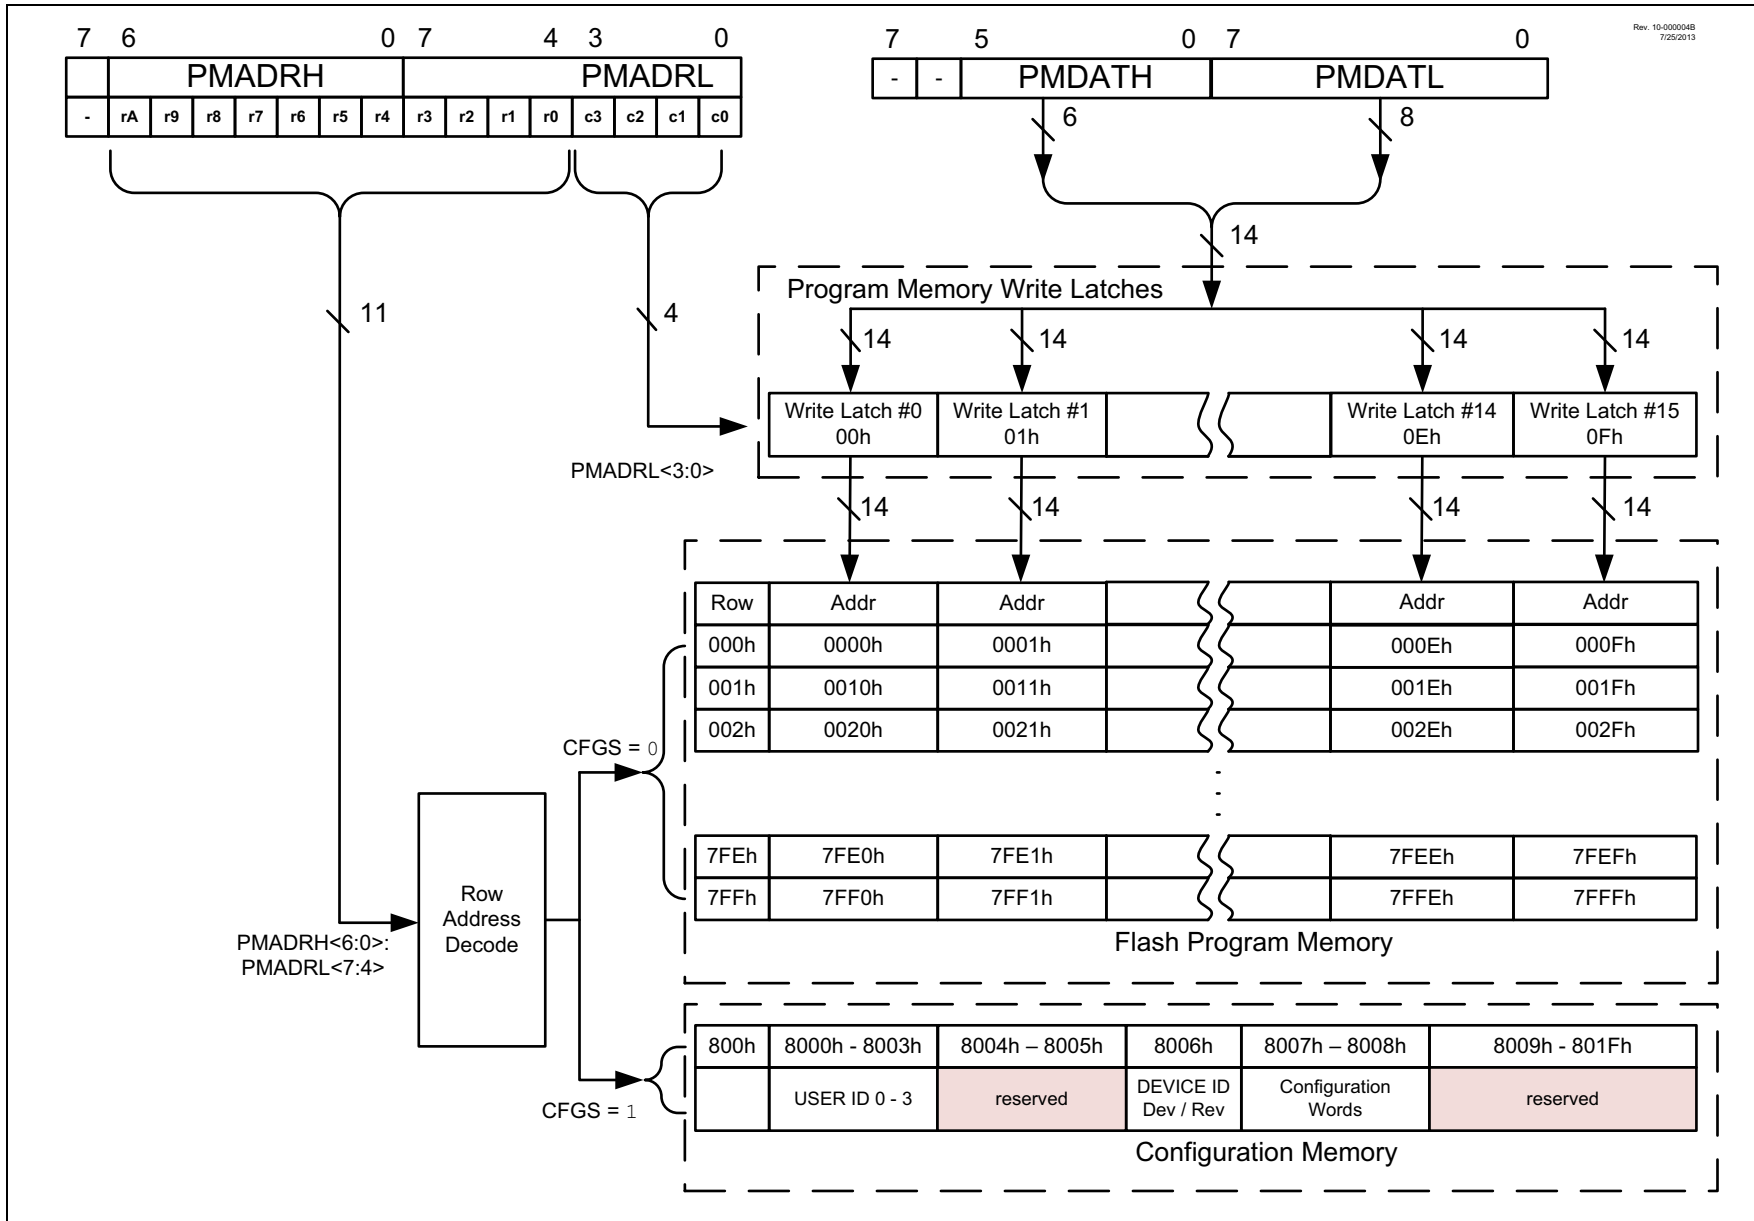 Rev. 10-000004B
7/25/2013
7 6 0 7 4 3 0
7 5 0 7 0
PMADRH PMADRL
- - PMDATH PMDATL
- rA r9 r8 r7 r6 r5 r4 r3 r2 r1 r0 c3 c2 c1 c0
6 8
14
11 4
Program Memory Write Latches
14 14 14 14
Write Latch #0 Write Latch #1 Write Latch #14 Write Latch #15
00h 01h 0Eh 0Fh
PMADRL<3:0>
14 14 14 14
Row Addr Addr Addr Addr
000h 0000h 0001h 000Eh 000Fh
001h 0010h 0011h 001Eh 001Fh
002h 0020h 0021h 002Eh 002Fh
CFGS = 0
7FEh 7FE0h 7FE1h 7FEEh 7FEFh
7FFh 7FF0h 7FF1h 7FFEh 7FFFh
Row
Address
Decode
PMADRH<6:0>:
PMADRL<7:4>
Flash Program Memory
800h 8000h - 8003h 8004h – 8005h 8006h 8007h – 8008h 8009h - 801Fh
USER ID 0 - 3 reserved DEVICE ID Configuration reserved
Dev / Rev Words
CFGS = 1
Configuration Memory